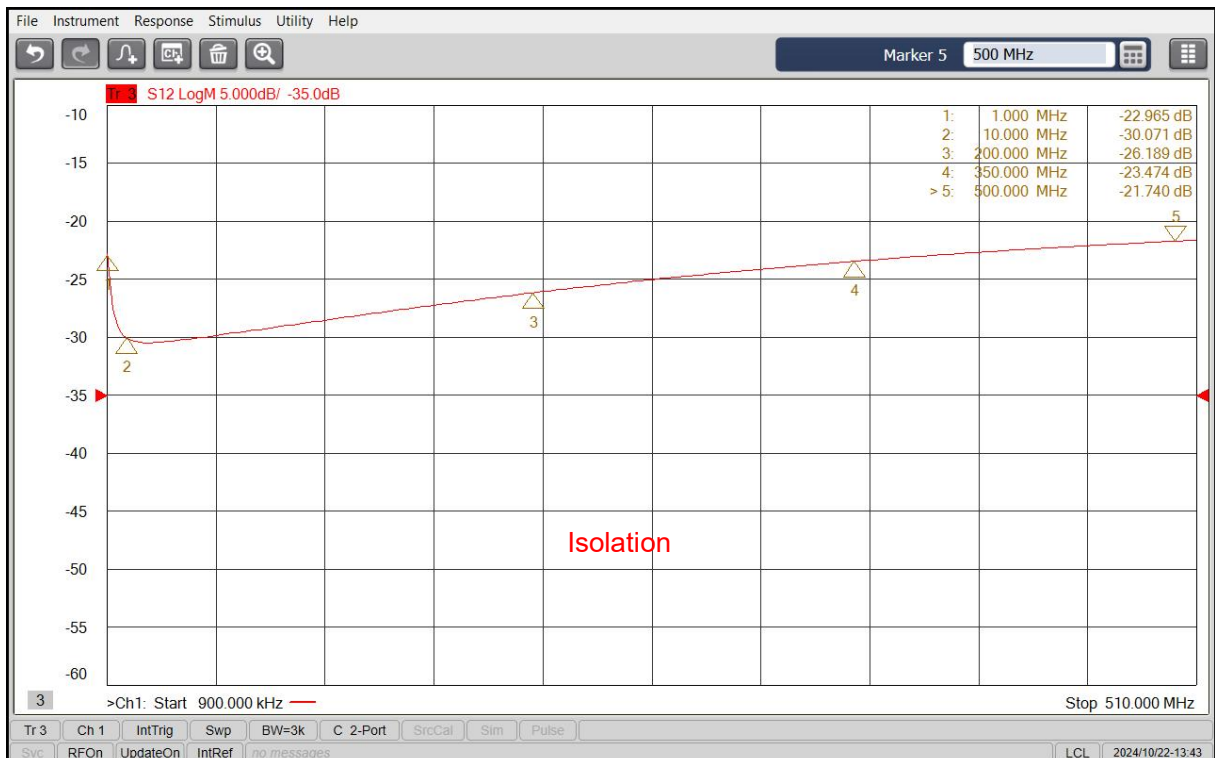 File Instrument Response Stimulus Utility Help
Marker 5 500 MHz
Tr 3 S12 LogM 5.000dB/ -35.0dB
-10
1: 1.000 MHz -22.965 dB
2: 10.000 MHz -30.071 dB
3: 200.000 MHz -26.189 dB
4: 350.000 MHz -23.474 dB
> 5: 500.000 MHz -21.740 dB
-15
-20
5
-25
1
4
3
-30
2
-35
-40
-45
Isolation
-50
-55
-60
3 >Ch1: Start 900.000 kHz Stop 510.000 MHz
Tr 3 Ch 1 IntTrig Swp BW=3k C 2-Port SrcCal Sim Pulse
Svc RFOn UpdateOn IntRef no messages LCL 2024/10/22-13:43